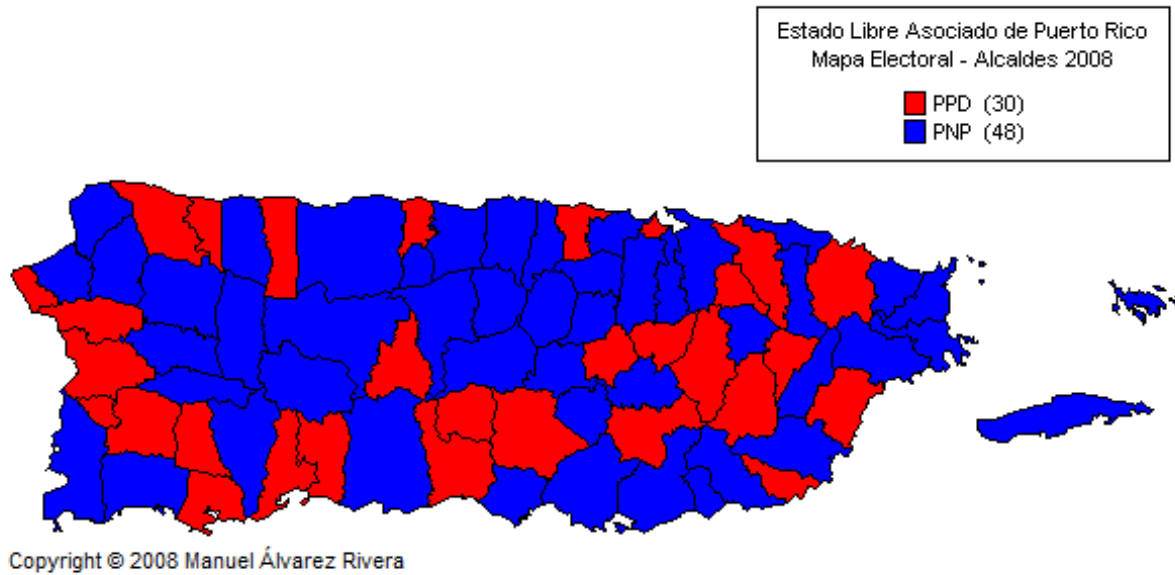 Estado Libre Asociado de Puerto Rico
Mapa Electoral - Alcaldes 2008
PPD (30)
PNP (48)
Copyright © 2008 Manuel Álvarez Rivera